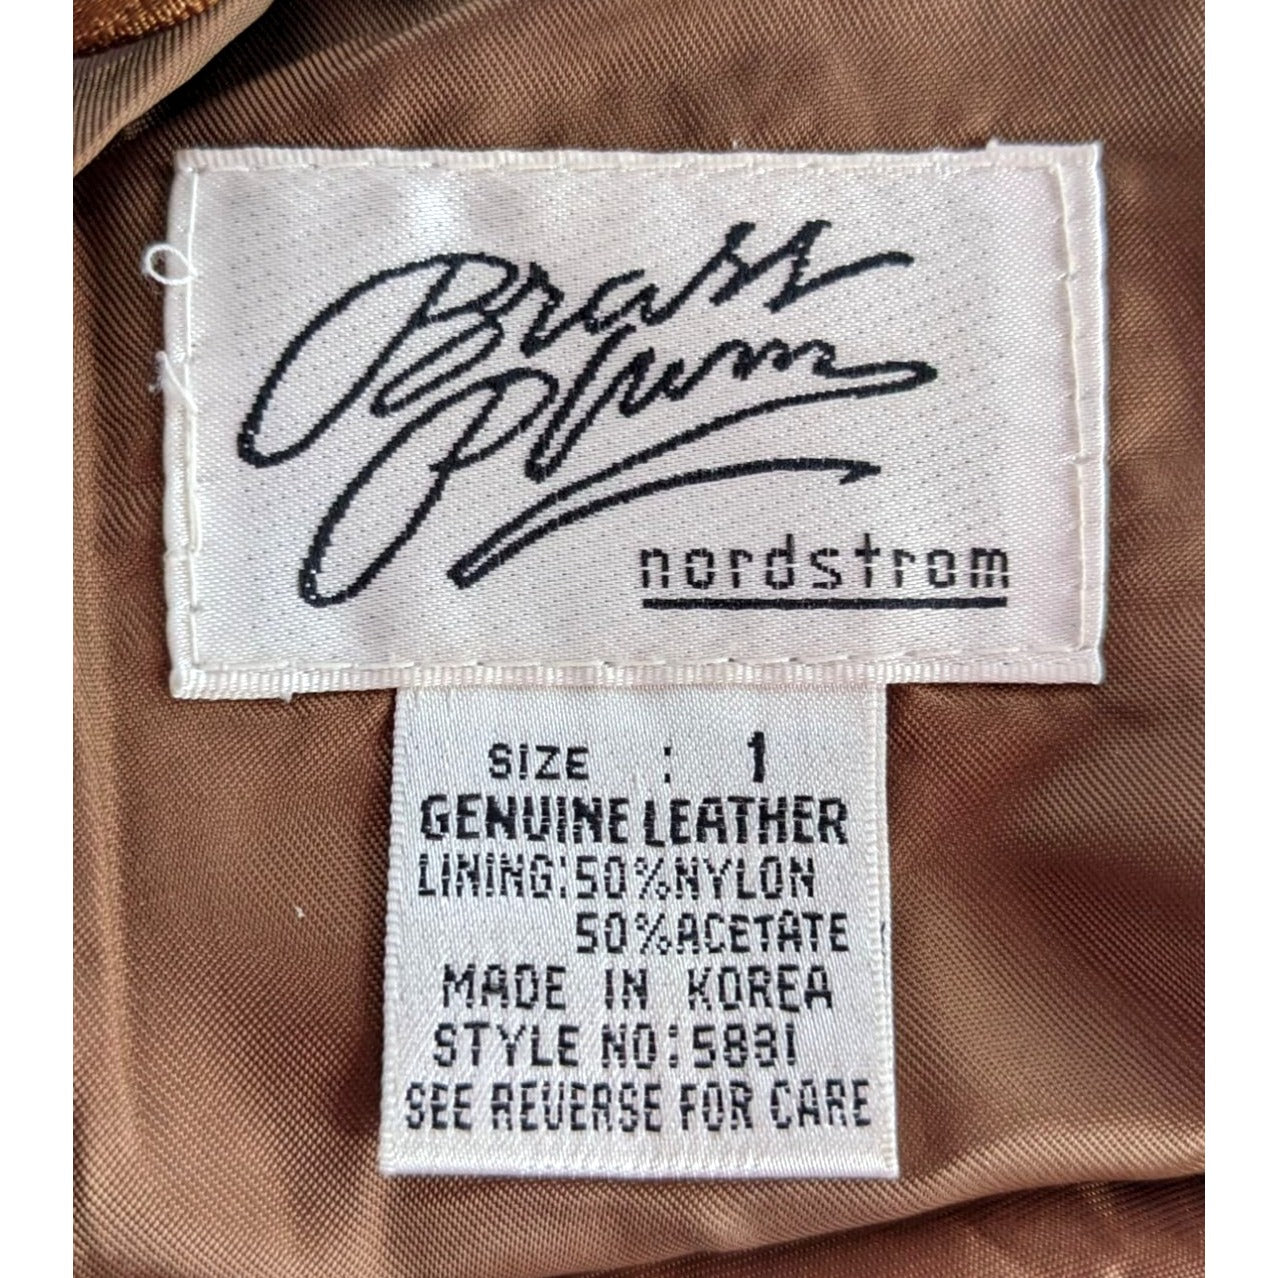 Brass
Plum
nordstrom
SIZE : 1
GENUINE LEATHER
LINING: 50% NYLON
50% ACETATE
MADE IN KOREA
STYLE NO: 5831
SEE REVERSE FOR CARE